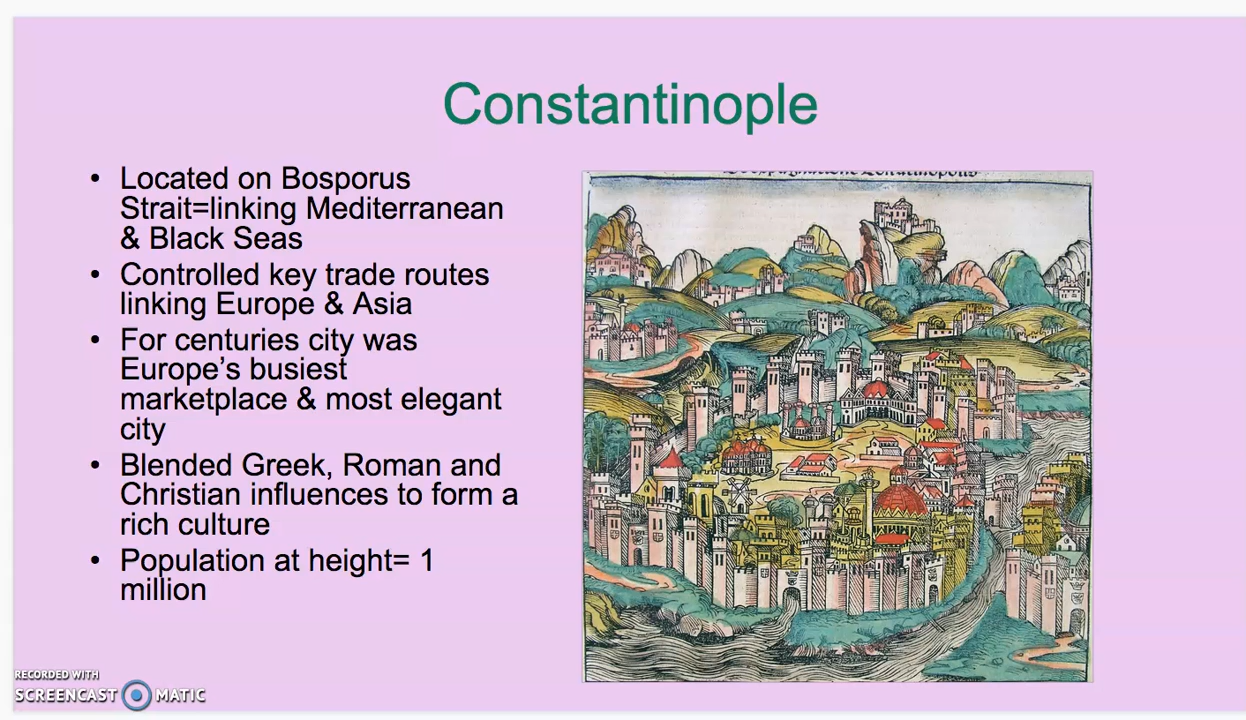 Constantinople
• Located on Bosporus
Strait=linking Mediterranean
& Black Seas
• Controlled key trade routes
linking Europe & Asia
• For centuries city was
Europe's busiest
marketplace & most elegant
city
• Blended Greek, Roman and
Christian influences to form a
rich culture
• Population at height= 1
million
RECORDED WITH
SCREENCAST MATIC